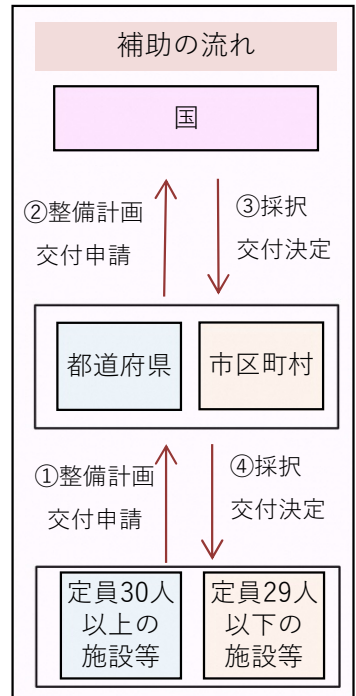 補助の流れ
国
②整備計画
交付申請
③採択
交付決定
都道府県
市区町村
①整備計画
交付申請
④採択
交付決定
定員30人
以上の
施設等
定員29人
以下の
施設等